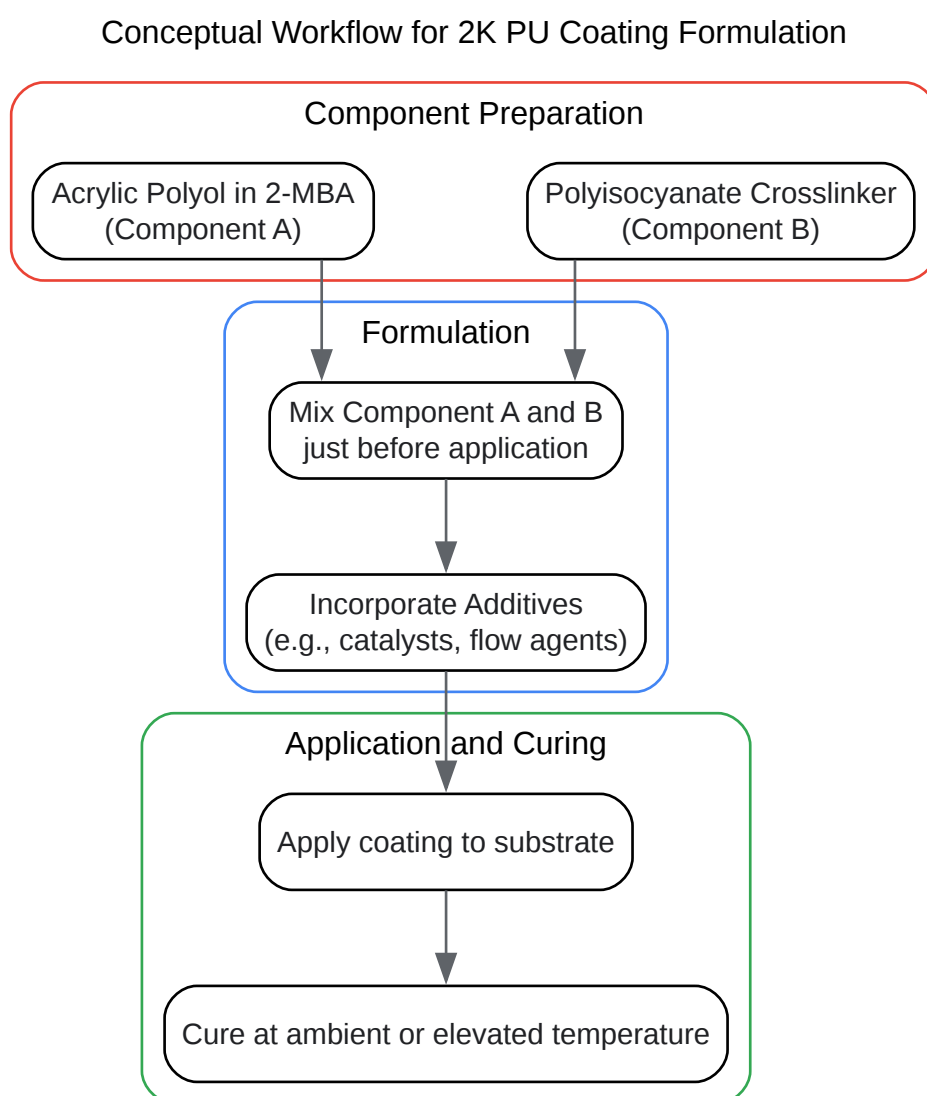 Conceptual Workflow for 2K PU Coating Formulation
Component Preparation
Acrylic Polyol in 2-MBA
(Component A)
Polyisocyanate Crosslinker
(Component B)
Formulation
Mix Component A and B
just before application
Incorporate Additives
(e.g., catalysts, flow agents)
Application and Curing
Apply coating to substrate
Cure at ambient or elevated temperature